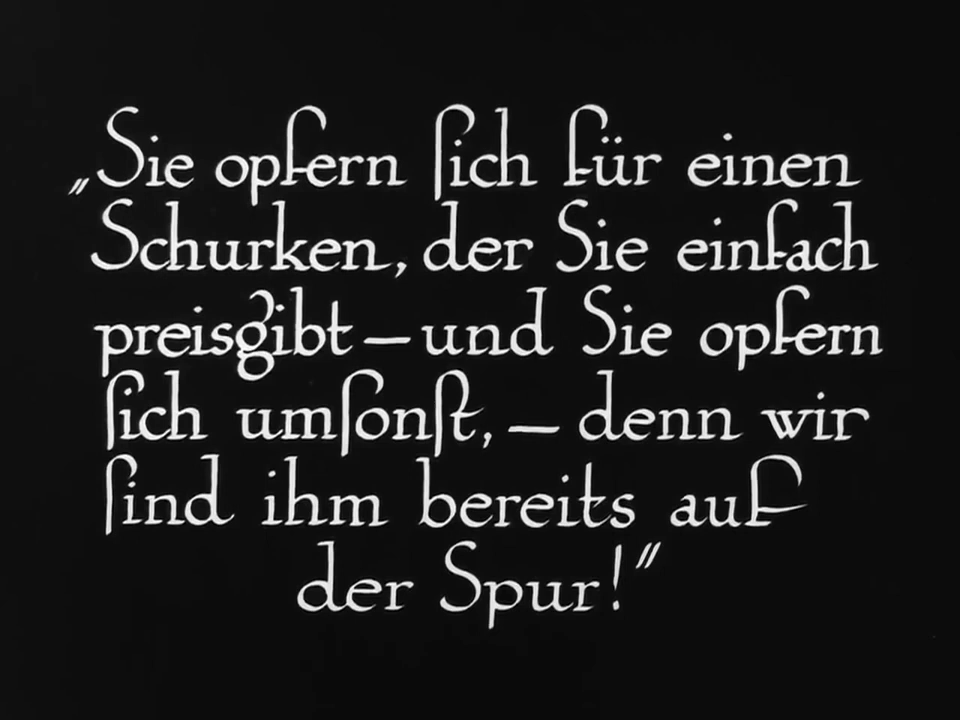 „Sie opfern ſich für einen
Schurken, der Sie einfach
preisgibt — und Sie opfern
ſich umſonſt, — denn wir
ſind ihm bereits auf
der Spur!“